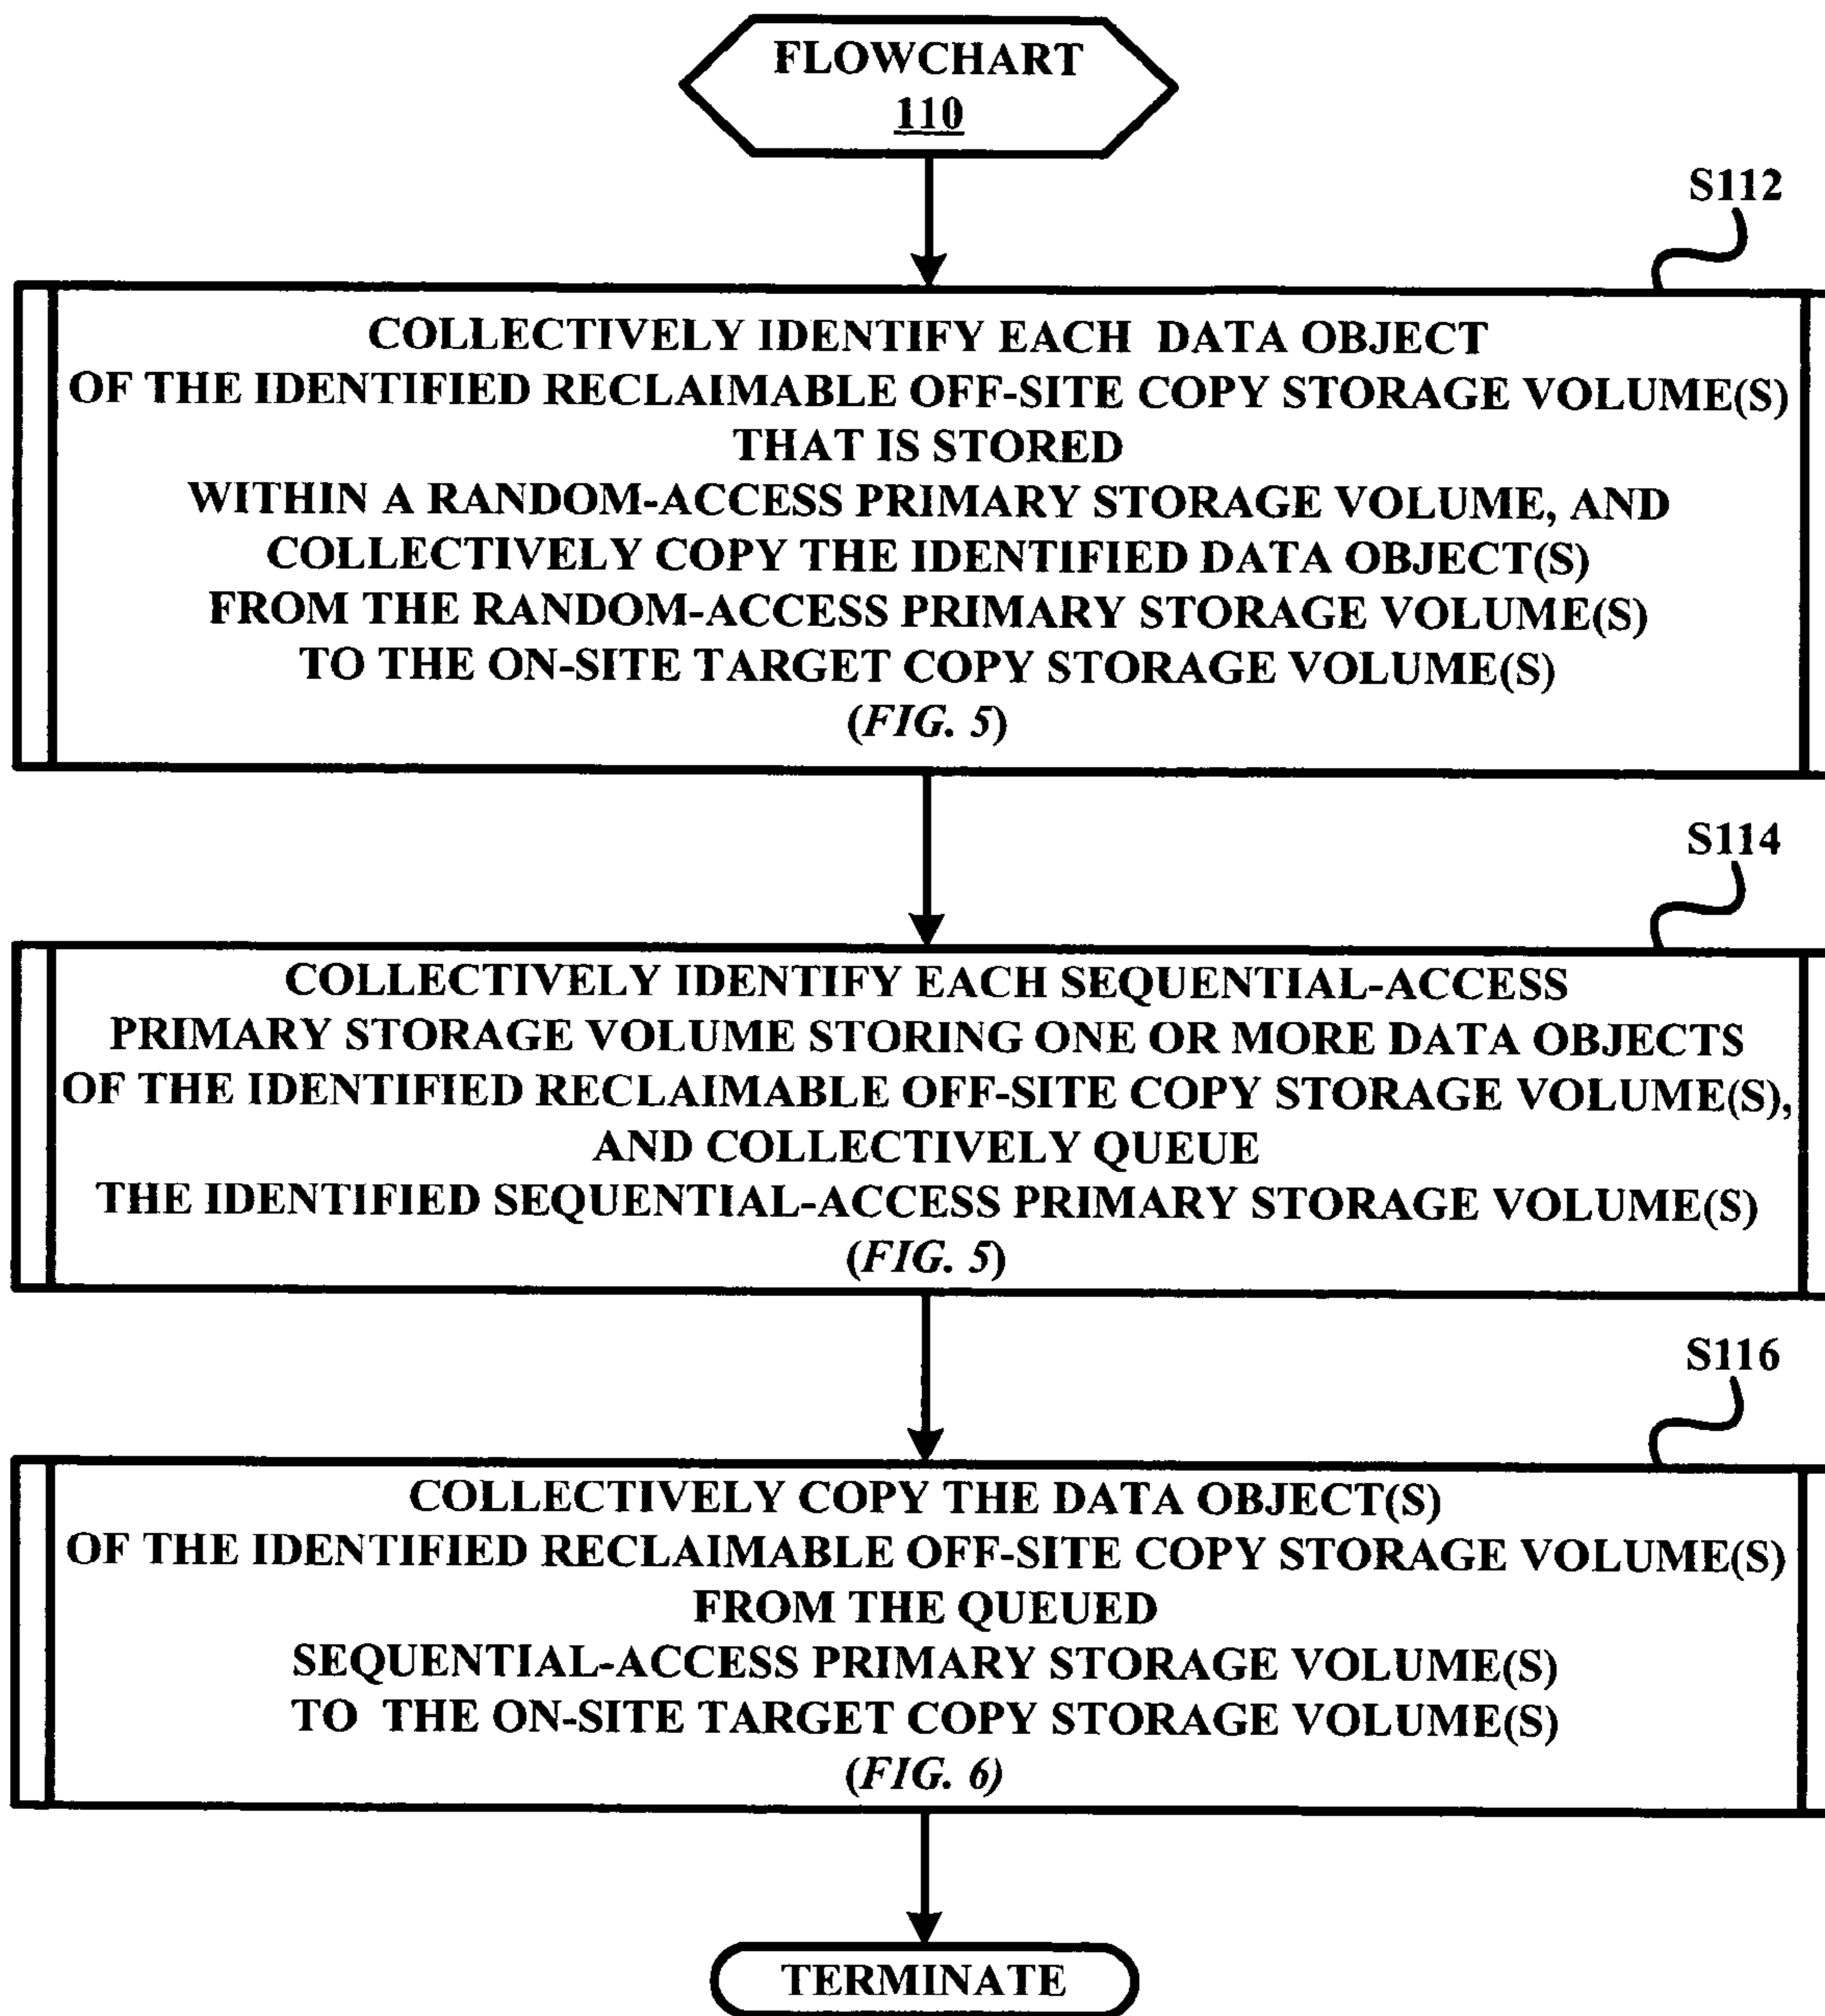 FLOWCHART
110
S112
COLLECTIVELY IDENTIFY EACH DATA OBJECT
OF THE IDENTIFIED RECLAIMABLE OFF-SITE COPY STORAGE VOLUME(S)
THAT IS STORED
WITHIN A RANDOM-ACCESS PRIMARY STORAGE VOLUME, AND
COLLECTIVELY COPY THE IDENTIFIED DATA OBJECT(S)
FROM THE RANDOM-ACCESS PRIMARY STORAGE VOLUME(S)
TO THE ON-SITE TARGET COPY STORAGE VOLUME(S)
(FIG. 5)
S114
COLLECTIVELY IDENTIFY EACH SEQUENTIAL-ACCESS
PRIMARY STORAGE VOLUME STORING ONE OR MORE DATA OBJECTS
OF THE IDENTIFIED RECLAIMABLE OFF-SITE COPY STORAGE VOLUME(S),
AND COLLECTIVELY QUEUE
THE IDENTIFIED SEQUENTIAL-ACCESS PRIMARY STORAGE VOLUME(S)
(FIG. 5)
S116
COLLECTIVELY COPY THE DATA OBJECT(S)
OF THE IDENTIFIED RECLAIMABLE OFF-SITE COPY STORAGE VOLUME(S)
FROM THE QUEUED
SEQUENTIAL-ACCESS PRIMARY STORAGE VOLUME(S)
TO THE ON-SITE TARGET COPY STORAGE VOLUME(S)
(FIG. 6)
TERMINATE